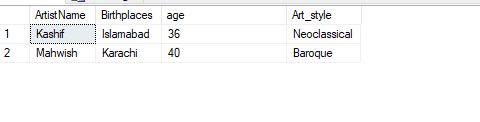 ArtistName Birthplaces age Art_style
1 Kashif Islamabad 36 Neoclassical
2 Mahwish Karachi 40 Baroque